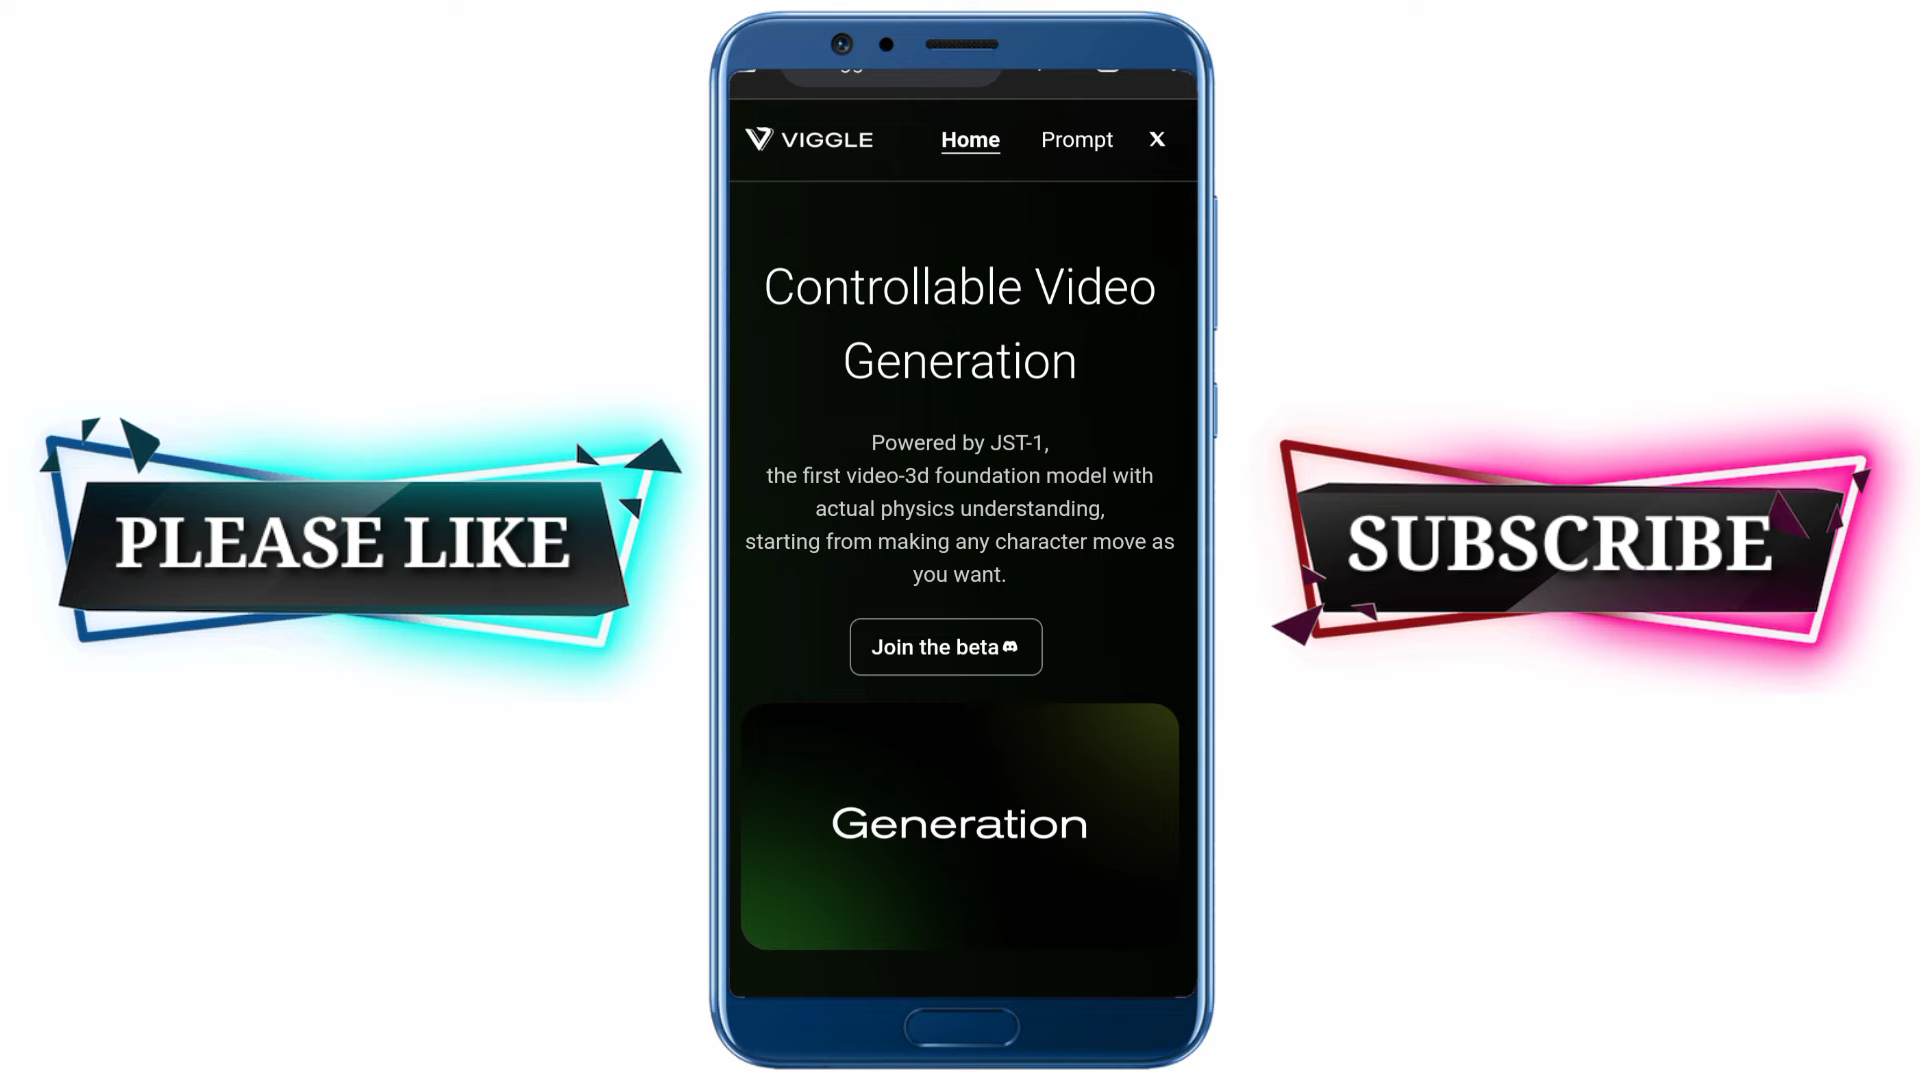 VIGGLE
Home
Prompt
X
Controllable Video
Generation
Powered by JST-1,
the first video-3d foundation model with
actual physics understanding,
starting from making any character move as
you want.
Join the beta
Generation
PLEASE LIKE
SUBSCRIBE